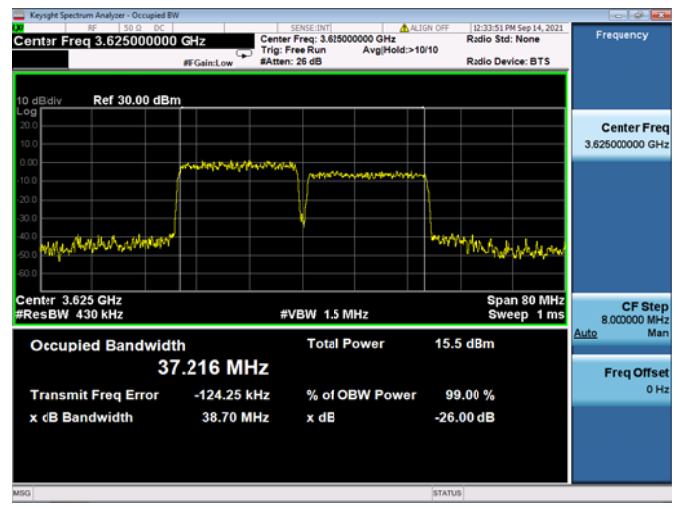 Keysght Spectrum Analyzer - Occupied BW
RF 50 Ω DC SENSE:INT ALIGN OFF 12:33:51 PM Sep 14, 2021
Center Freq 3.625000000 GHz
Center Freq: 3.625000000 GHz
Radio Std: None
Trig: Free Run Avg|Hold:>10/10
#FGain:Low #Atten: 26 dB Radio Device: BTS
Frequency
10 dBdiv Ref 30.00 dBm
Log
20.0
10.0
0.00
-10.0
-20.0
-30.0
-40.0
-50.0
-60.0
Center 3.625 GHz Span 80 MHz
#ResBW 430 kHz #VBW 1.5 MHz Sweep 1 ms
Occupied Bandwidth Total Power 15.5 dBm
37.216 MHz
Transmit Freq Error -124.25 kHz % of OBW Power 99.00 %
x dB Bandwidth 38.70 MHz x dB -26.00 dB
Center Freq
3.625000000 GHz
CF Step
8.000000 MHz
Auto Man
Freq Offset
0 Hz
MSG STATUS